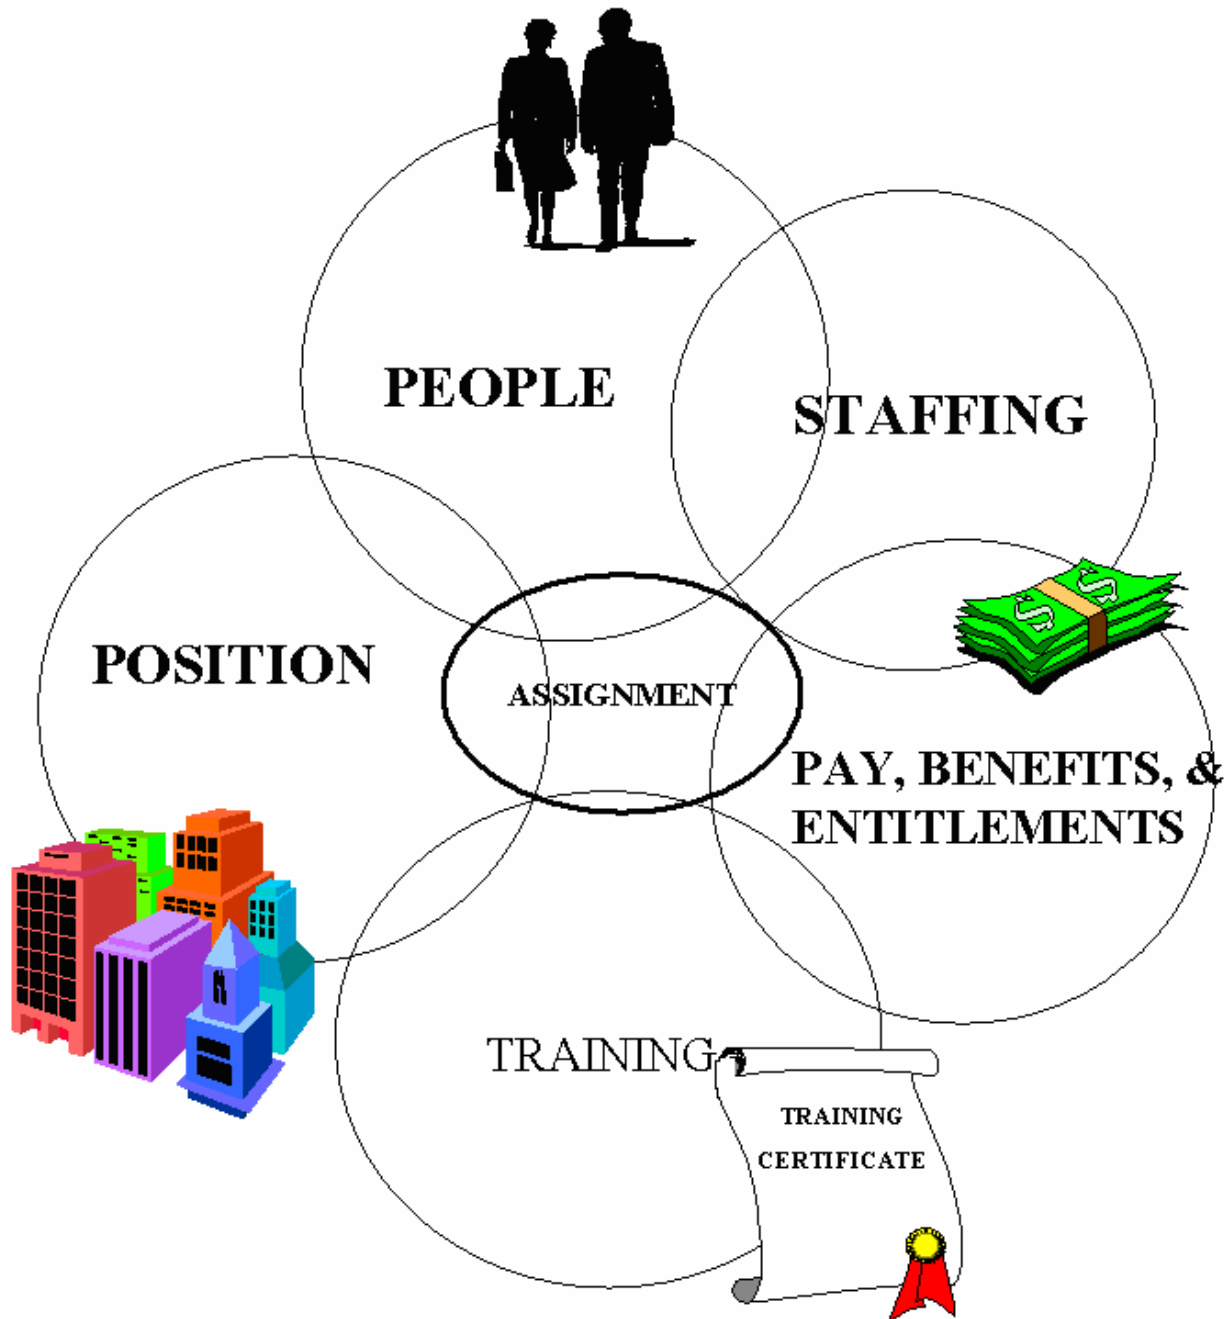 PEOPLE
STAFFING
POSITION
ASSIGNMENT
PAY, BENEFITS, &
ENTITLEMENTS
TRAINING
TRAINING
CERTIFICATE